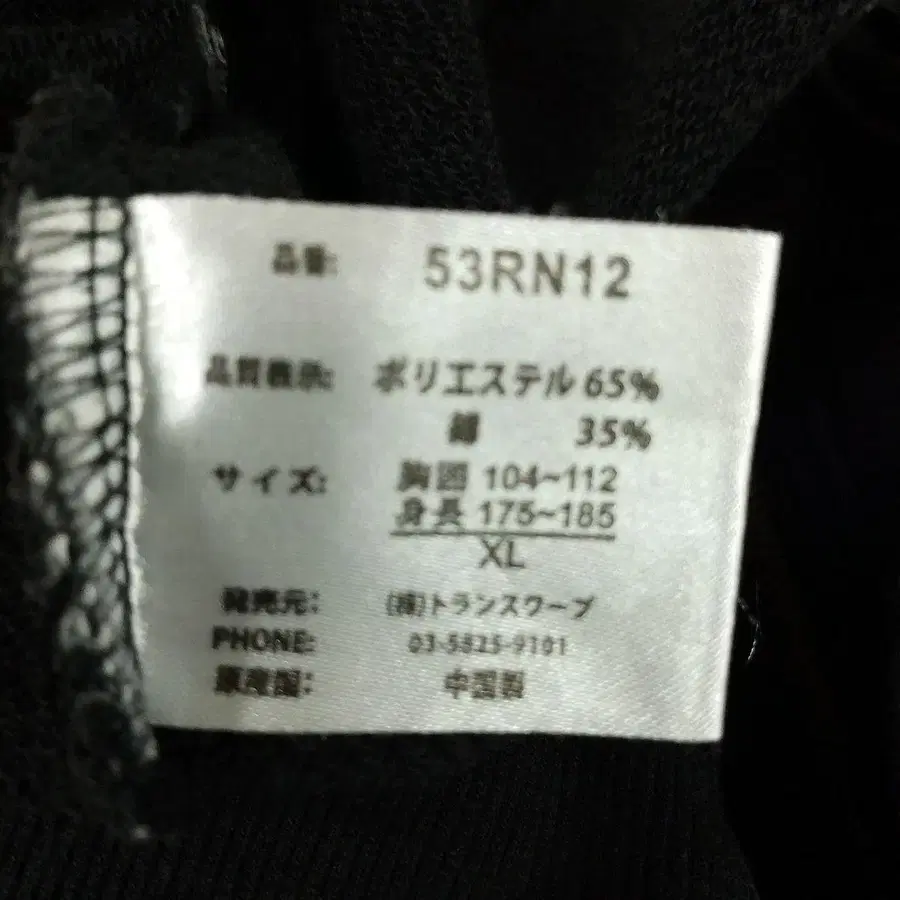 品番: 53RN12
品質表示: ポリエステル 65%
綿 35%
サイズ: 胸囲 104~112
身長 175~185
XL
発売元: (株)トランスワープ
PHONE: 03-5825-9101
原産国: 中国製